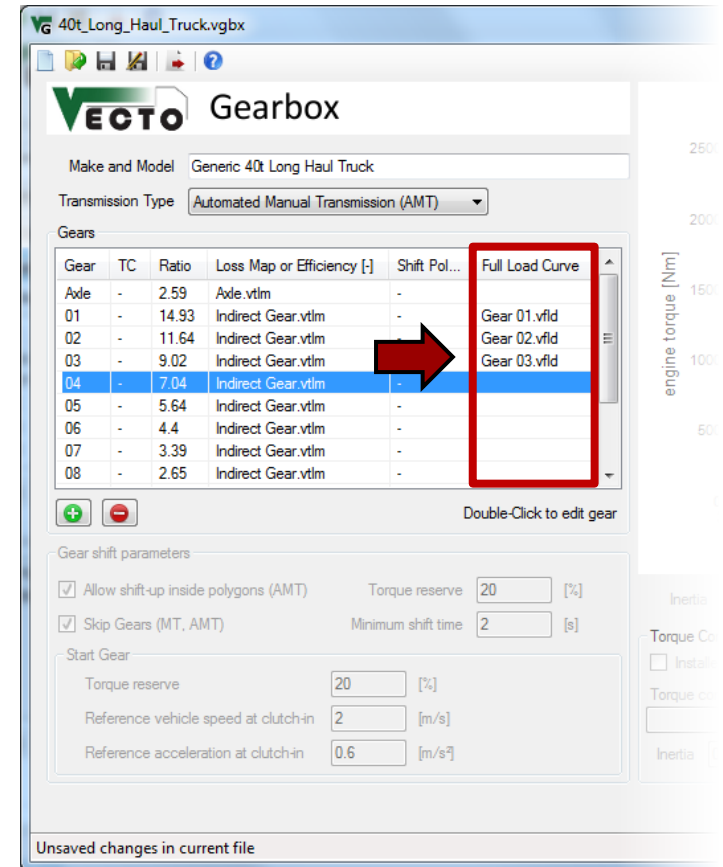 VG 40t_Long_Haul_Truck.vgbx
VECTO Gearbox
Make and Model Generic 40t Long Haul Truck
Transmission Type Automated Manual Transmission (AMT)
Gears
Gear TC Ratio Loss Map or Efficiency [-] Shift Pol... Full Load Curve
Axle - 2.59 Axle.vtlm -
01 - 14.93 Indirect Gear.vtlm - Gear 01.vfld
02 - 11.64 Indirect Gear.vtlm - Gear 02.vfld
03 - 9.02 Indirect Gear.vtlm Gear 03.vfld
04 - 7.04 Indirect Gear.vtlm -
05 - 5.64 Indirect Gear.vtlm -
06 - 4.4 Indirect Gear.vtlm -
07 - 3.39 Indirect Gear.vtlm -
08 - 2.65 Indirect Gear.vtlm -
Double-Click to edit gear
Gear shift parameters
Allow shift-up inside polygons (AMT) Torque reserve 20 [%]
Skip Gears (MT, AMT) Minimum shift time 2 [s]
Start Gear
Torque reserve 20 [%]
Reference vehicle speed at clutch-in 2 [m/s]
Reference acceleration at clutch-in 0.6 [m/s²]
Unsaved changes in current file
engine torque [Nm]
Inertia
Torque
Torque
Inertia